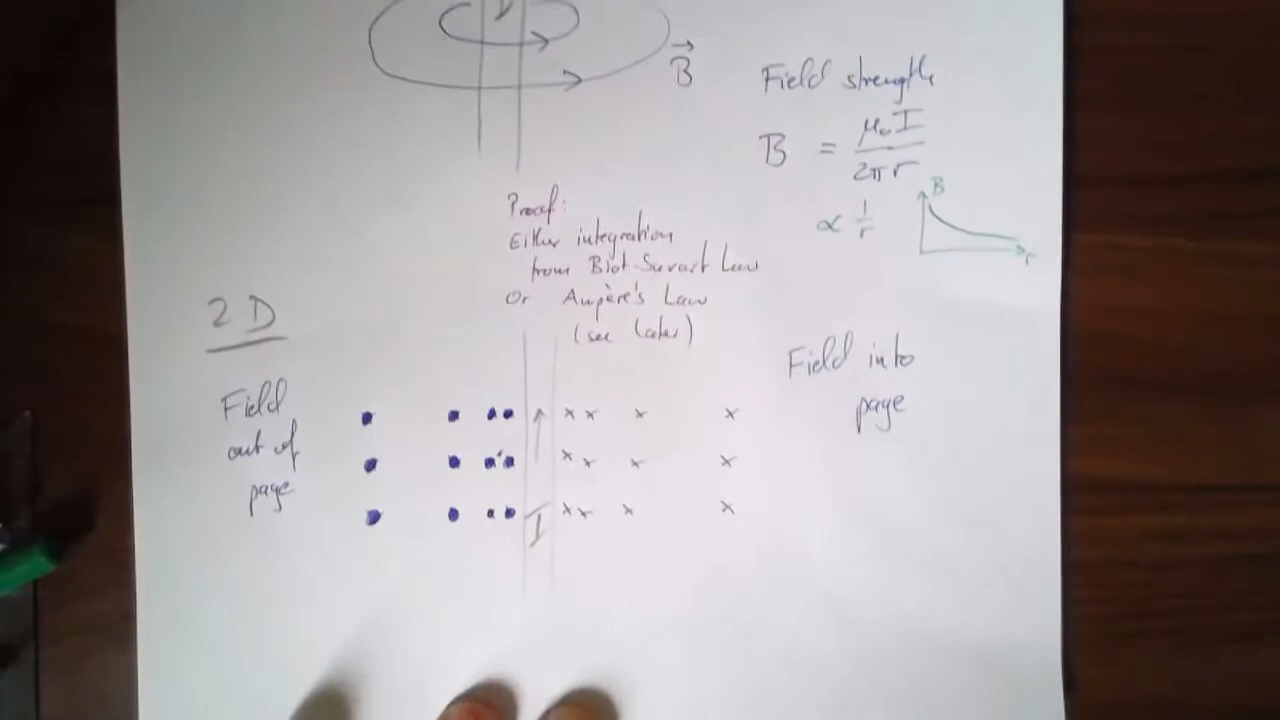 B
Field strength
B = μ₀I
2πr
∝ 1
r
B
r
Proof:
Either integration
from Biot-Savart Law
Or Ampère's Law
(see later)
2D
Field
out of
page
Field into
page
I